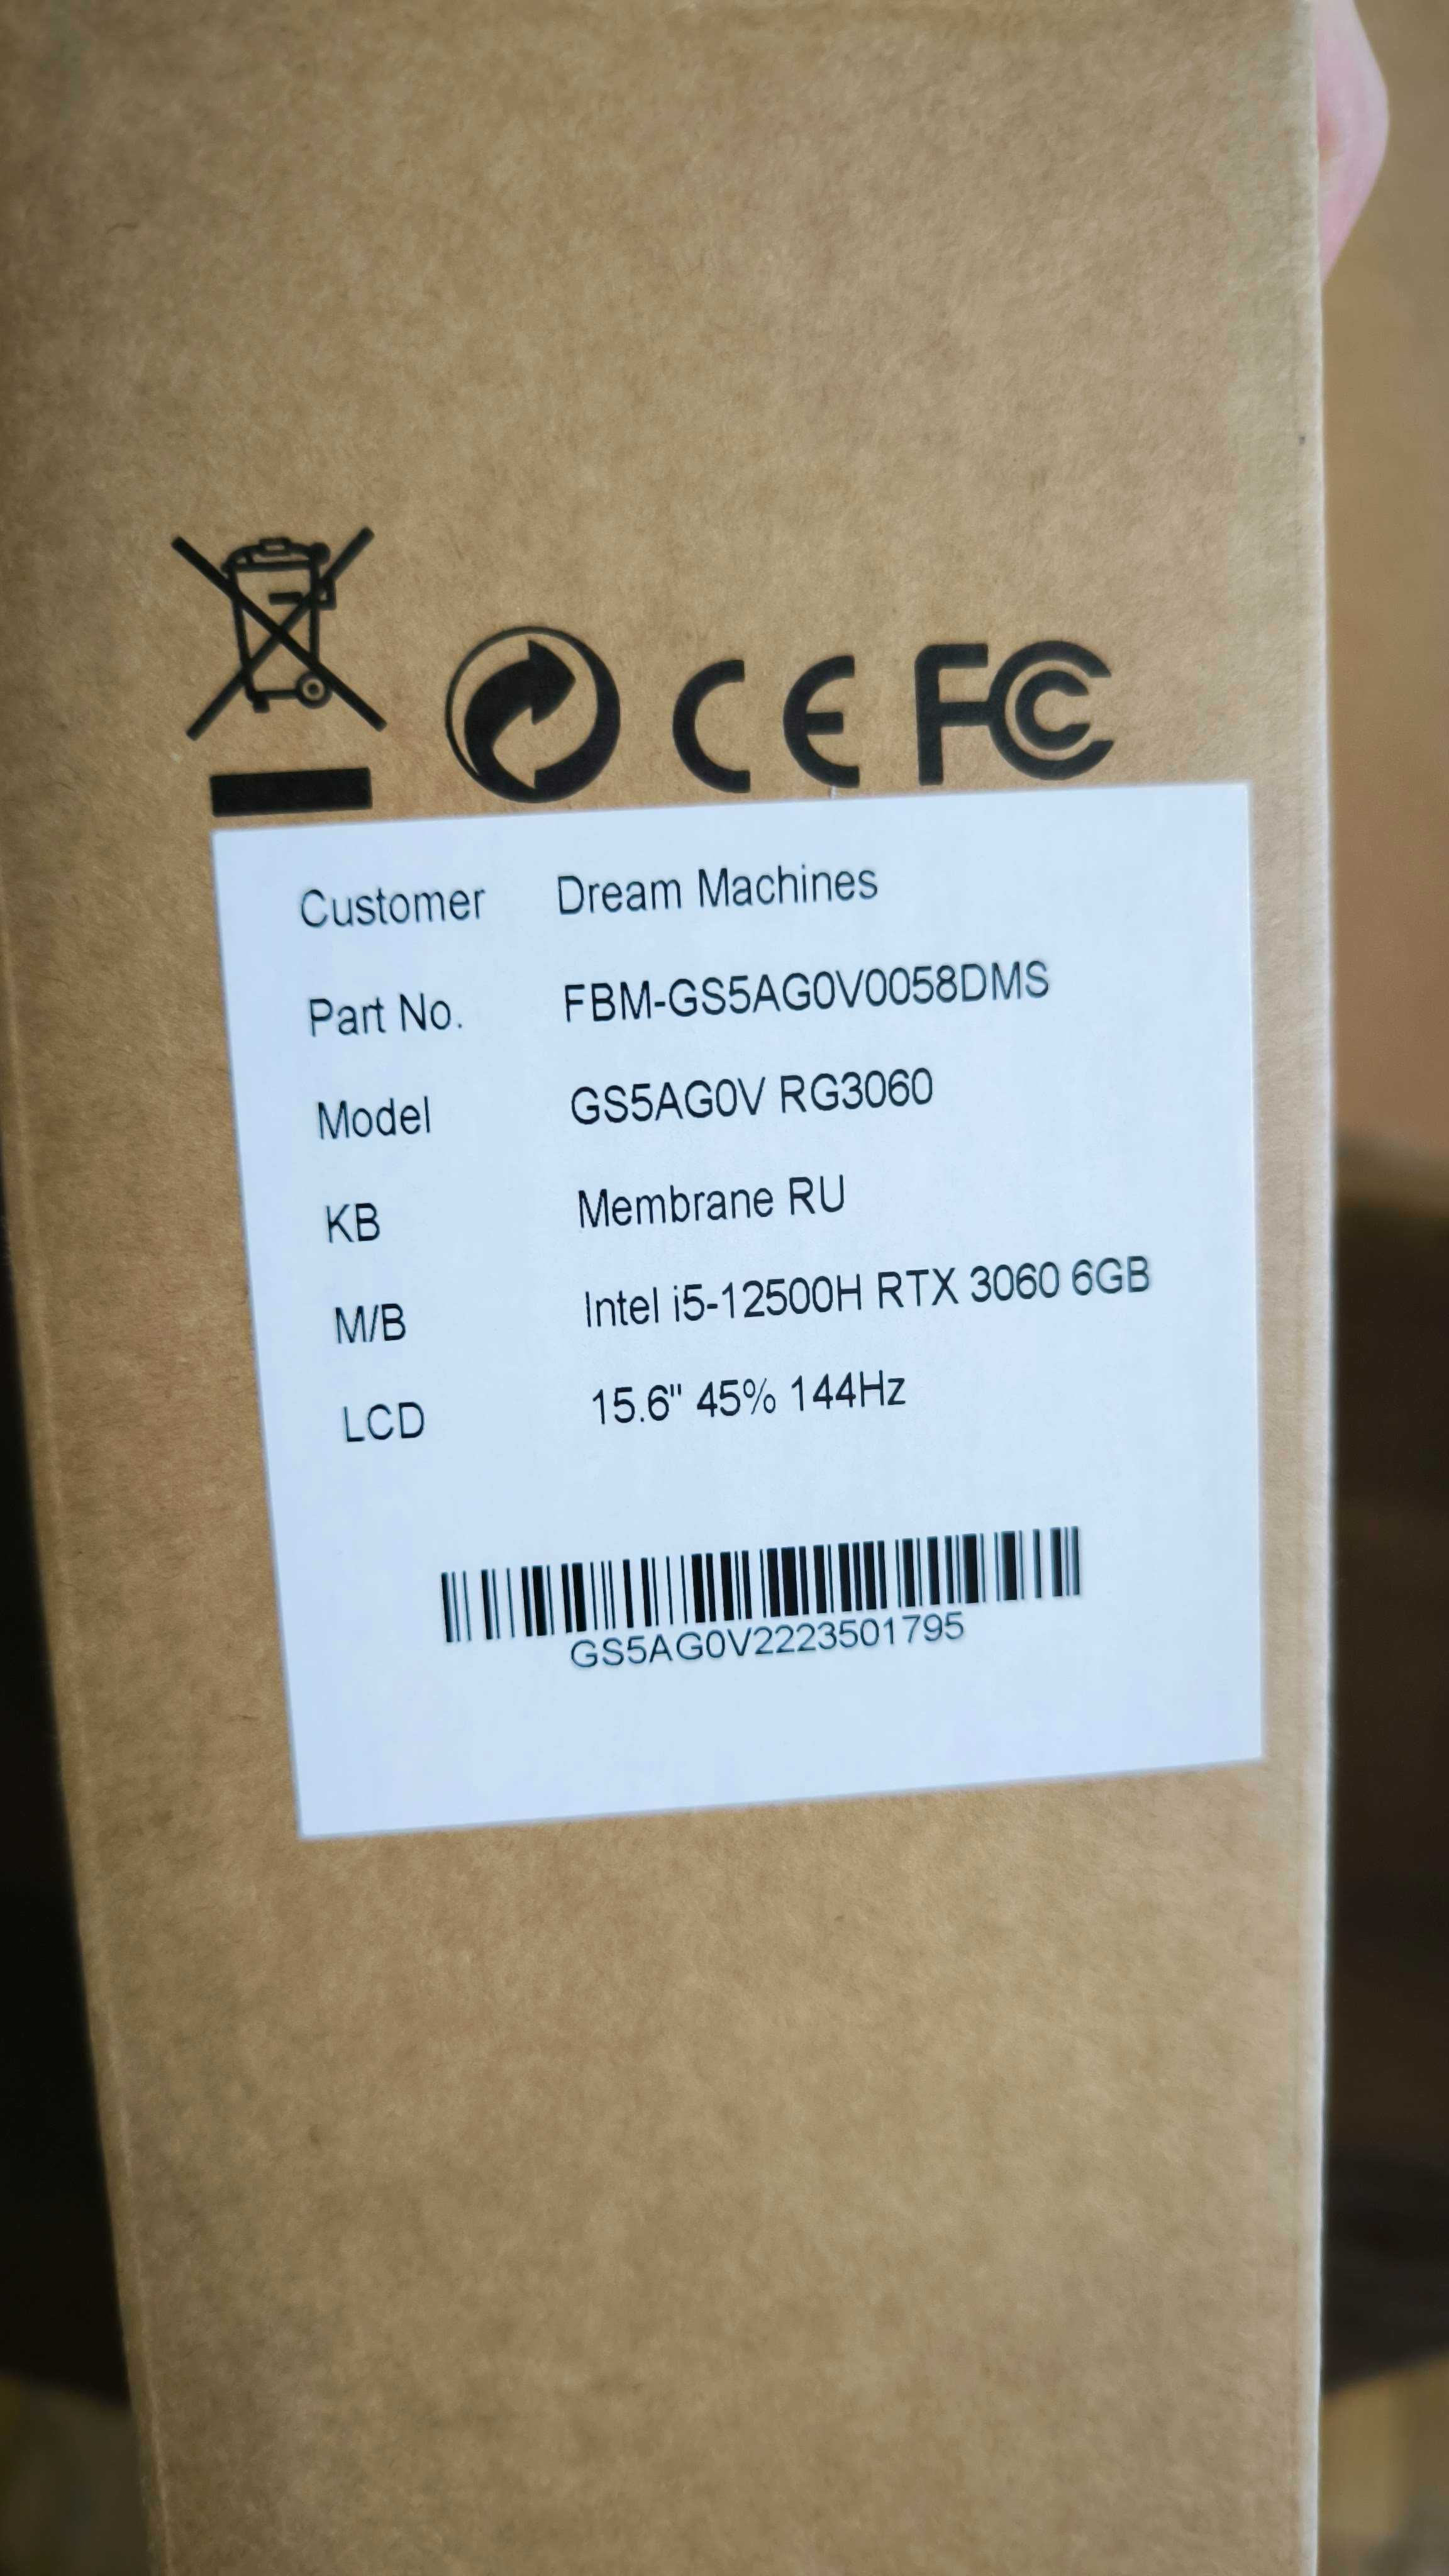 CE FC
Customer Dream Machines
Part No. FBM-GS5AG0V0058DMS
Model GS5AG0V RG3060
KB Membrane RU
M/B Intel i5-12500H RTX 3060 6GB
LCD 15.6" 45% 144Hz
GS5AG0V2223501795